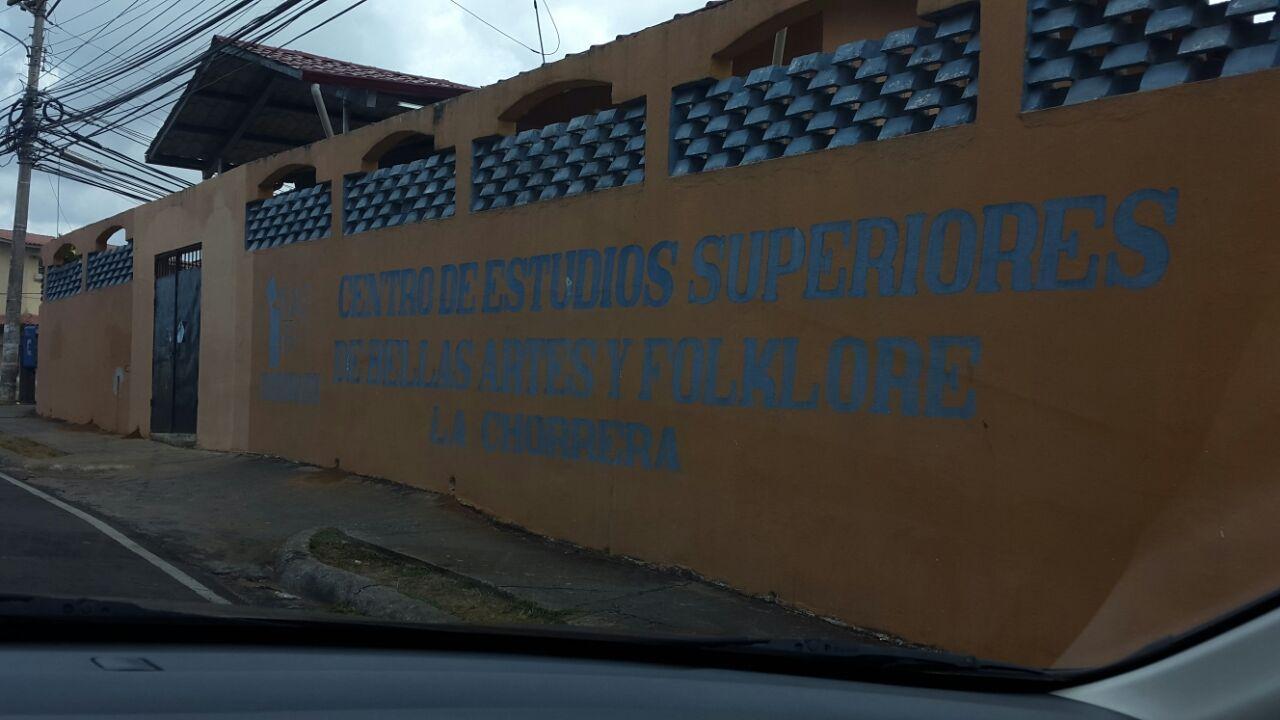 CENTRO DE ESTUDIOS SUPERIORES
DE BELLAS ARTES Y FOLKLORE
LA CHORRERA